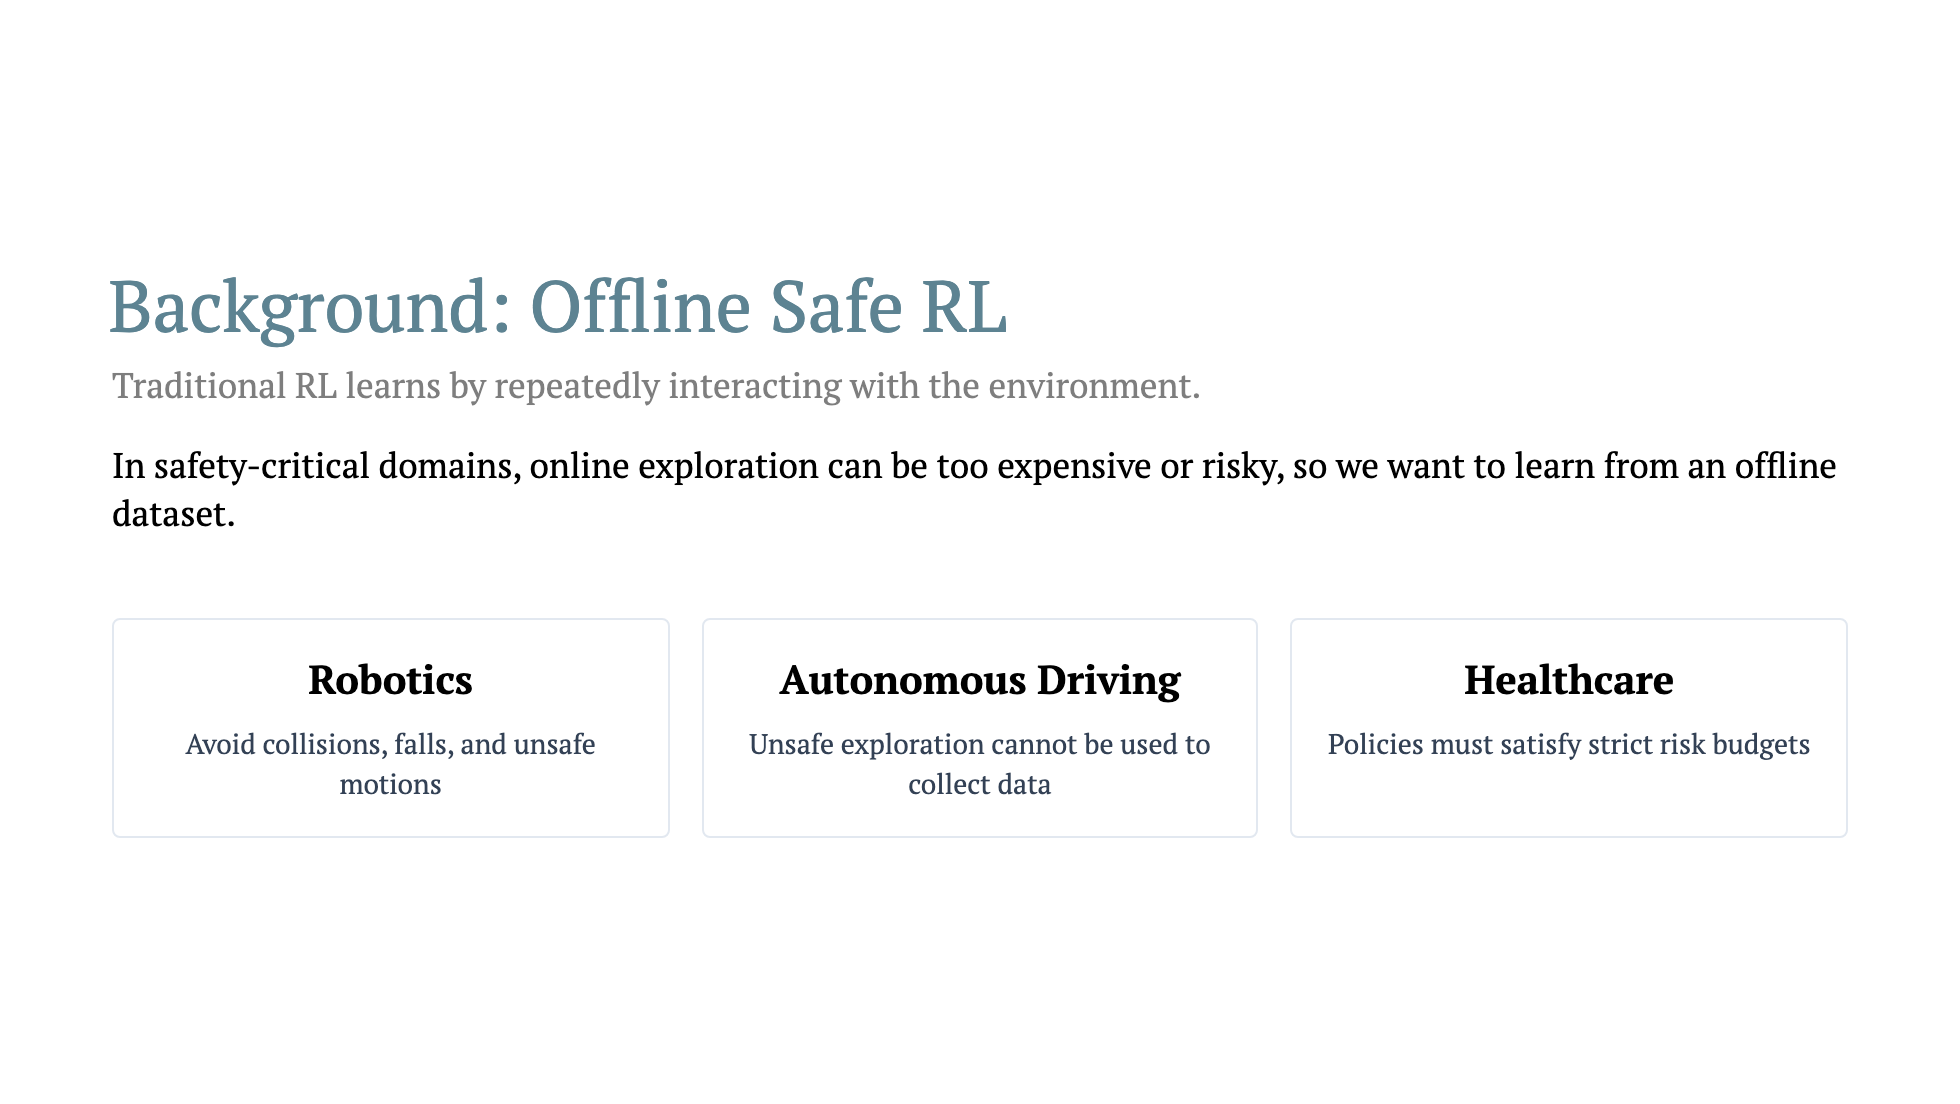 Background: Offline Safe RL
Traditional RL learns by repeatedly interacting with the environment.
In safety-critical domains, online exploration can be too expensive or risky, so we want to learn from an offline
dataset.
Robotics
Avoid collisions, falls, and unsafe
motions
Autonomous Driving
Unsafe exploration cannot be used to
collect data
Healthcare
Policies must satisfy strict risk budgets